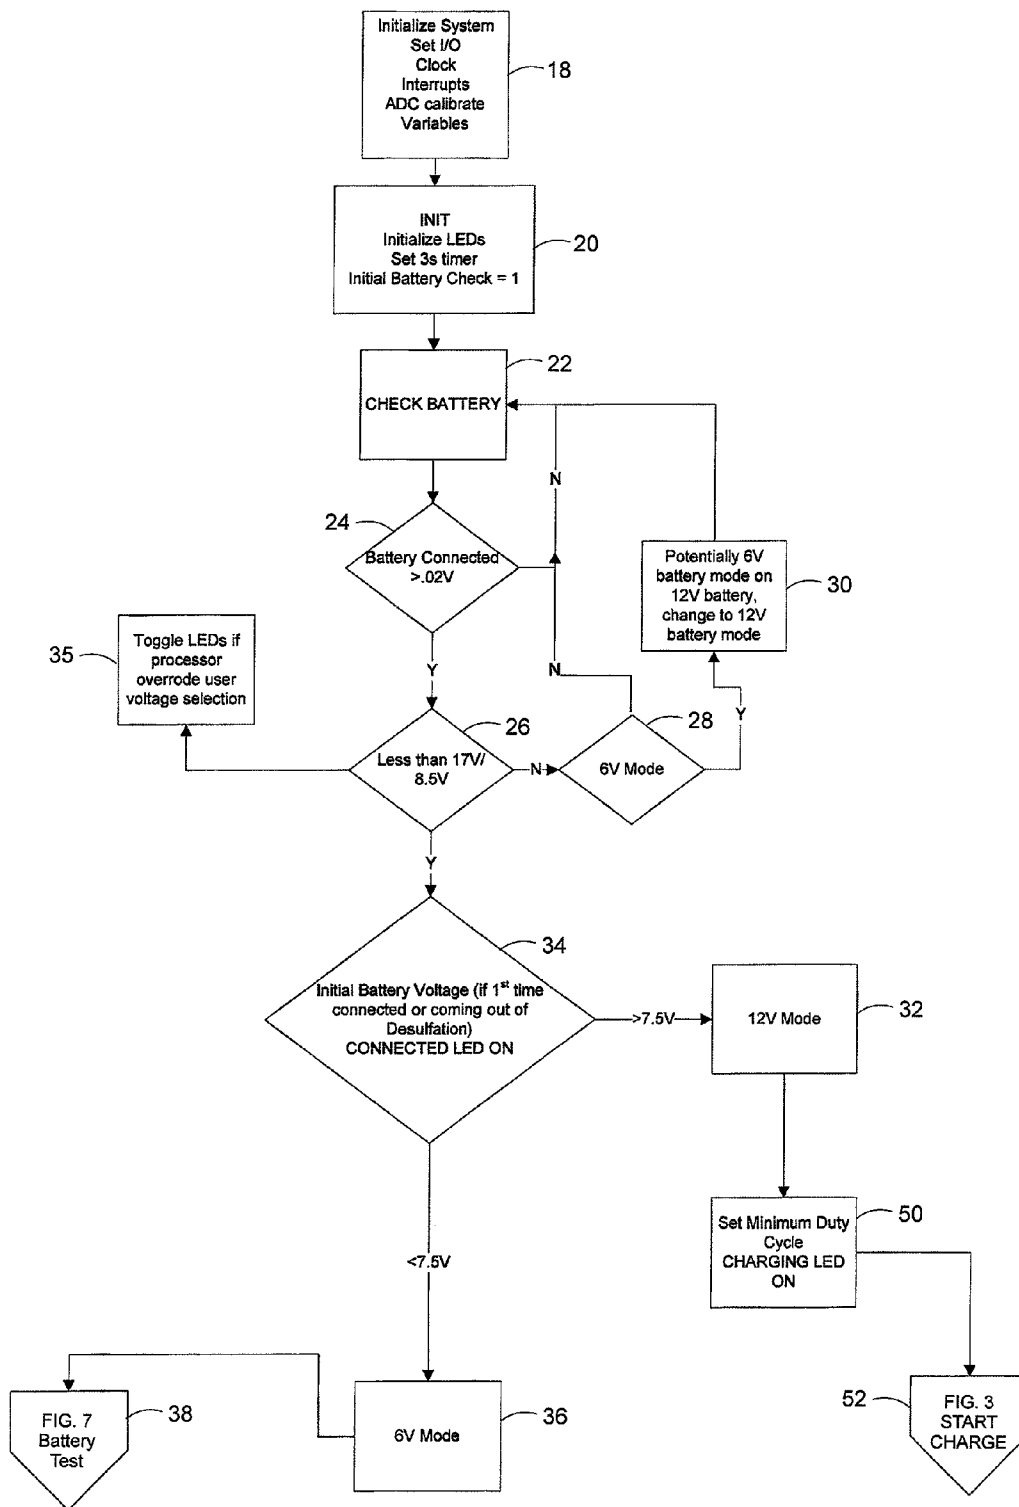 Initialize System
Set I/O
Clock
Interrupts
ADC calibrate
Variables
18
INIT
Initialize LEDs
Set 3s timer
Initial Battery Check = 1
20
CHECK BATTERY
22
N
24
Battery Connected
>.02V
Potentially 6V
battery mode on
12V battery,
change to 12V
battery mode
30
35
Toggle LEDs if
processor
overrode user
voltage selection
Y
N
26
28
Y
Less than 17V/
8.5V
N
6V Mode
Y
34
Initial Battery Voltage (if 1st time
connected or coming out of
Desulfation)
CONNECTED LED ON
>7.5V
12V Mode
32
Set Minimum Duty
Cycle
CHARGING LED
ON
50
<7.5V
FIG. 7
Battery
Test
38
6V Mode
36
52
FIG. 3
START
CHARGE